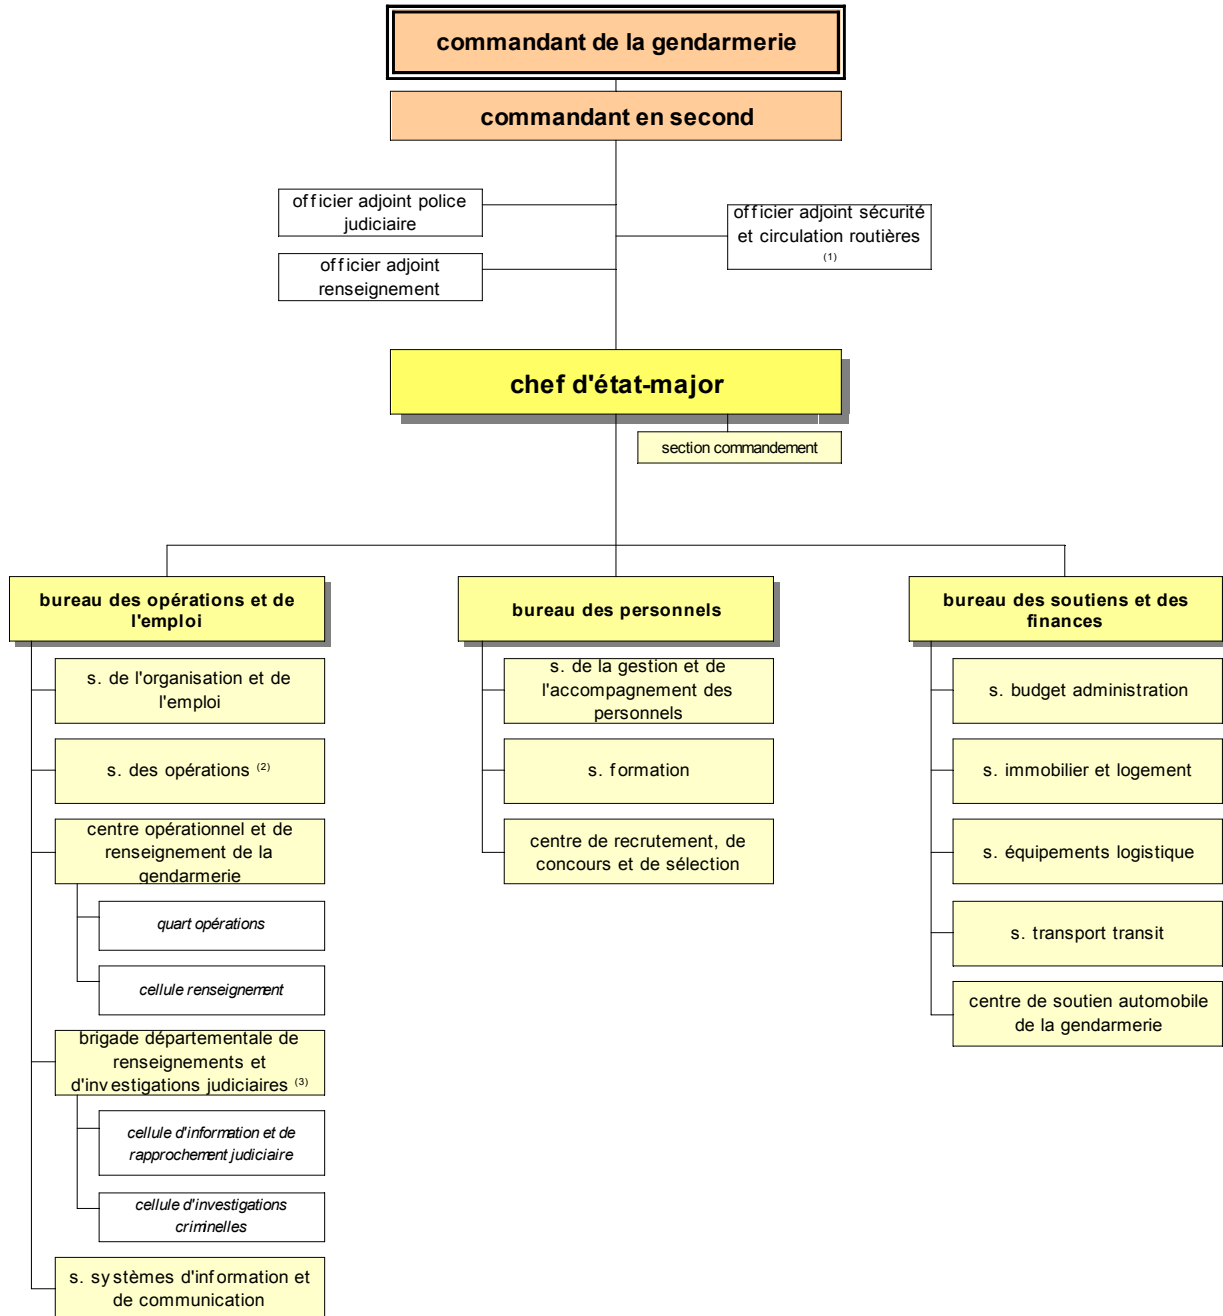 commandant de la gendarmerie
commandant en second
officier adjoint police
judiciaire
officier adjoint sécurité
et circulation routières
(1)
officier adjoint
renseignement
chef d'état-major
section commandement
bureau des opérations et de
l'emploi
s. de l'organisation et de
l'emploi
s. des opérations (2)
centre opérationnel et de
renseignement de la
gendarmerie
quart opérations
cellule renseignement
brigade départementale de
renseignements et
d'investigations judiciaires (3)
cellule d'information et de
rapprochement judiciaire
cellule d'investigations
criminelles
s. systèmes d'information et
de communication
bureau des personnels
s. de la gestion et de
l'accompagnement des
personnels
s. formation
centre de recrutement, de
concours et de sélection
bureau des soutiens et des
finances
s. budget administration
s. immobilier et logement
s. équipements logistique
s. transport transit
centre de soutien automobile
de la gendarmerie